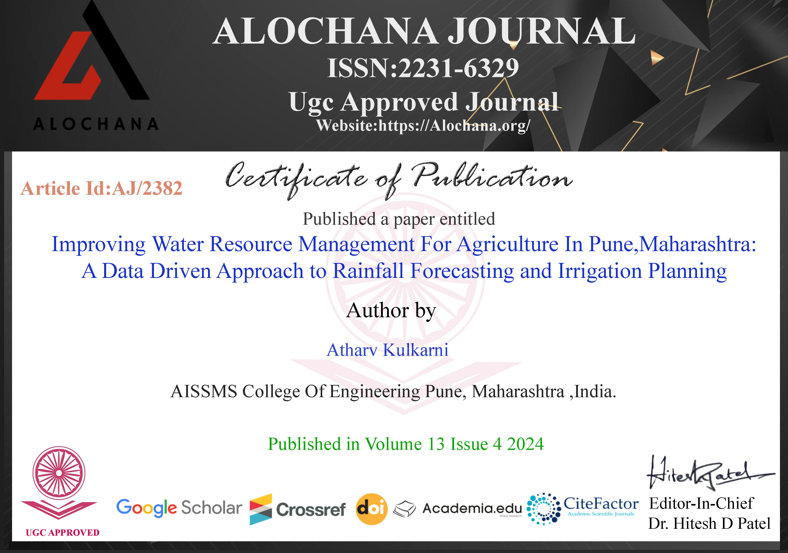 ALOCHANA JOURNAL
ISSN:2231-6329
Ugc Approved Journal
Website:https://Alochana.org/
ALOCHANA
Certificate of Publication
Article Id:AJ/2382
Published a paper entitled
Improving Water Resource Management For Agriculture In Pune,Maharashtra:
A Data Driven Approach to Rainfall Forecasting and Irrigation Planning
Author by
Atharv Kulkarni
AISSMS College Of Engineering Pune, Maharashtra ,India.
Published in Volume 13 Issue 4 2024
Hitesh Patel
UGC APPROVED
Google Scholar
Crossref
doi
Academia.edu
CiteFactor
Academic Scientific Journals
Editor-In-Chief
Dr. Hitesh D Patel